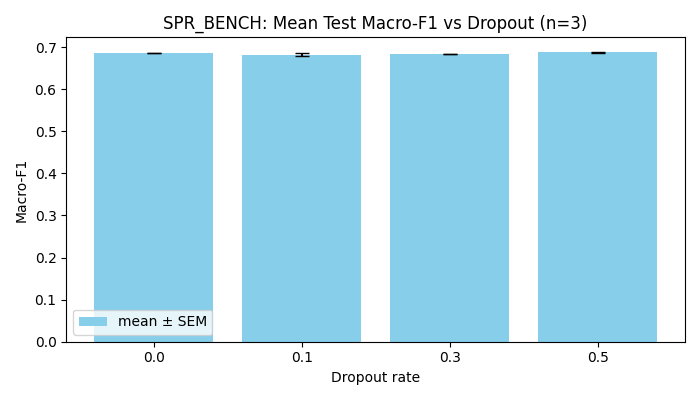 SPR_BENCH: Mean Test Macro-F1 vs Dropout (n=3)
Macro-F1
0.7
0.6
0.5
0.4
0.3
0.2
0.1
0.0
mean ± SEM
0.0 0.1 0.3 0.5
Dropout rate